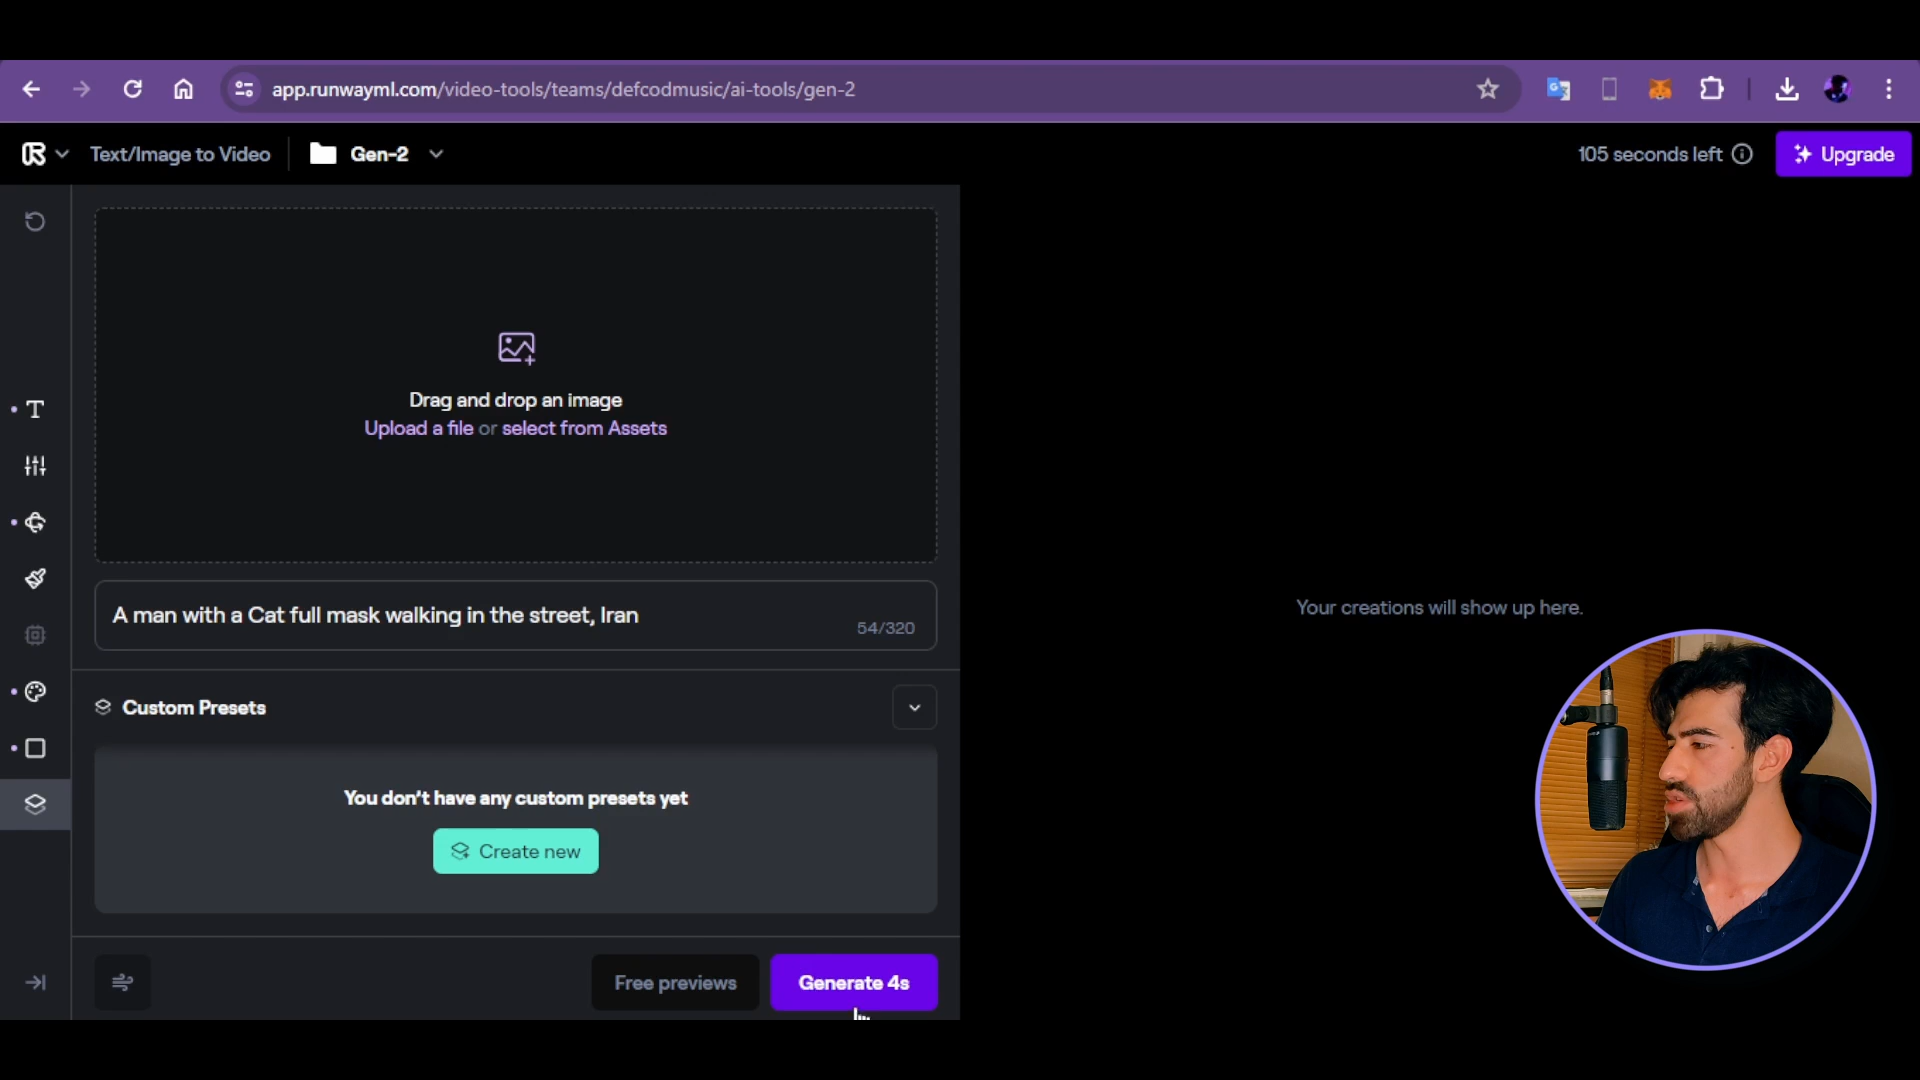 app.runwayml.com/video-tools/teams/defcodmusic/ai-tools/gen-2
Text/Image to Video
Gen-2
105 seconds left
Upgrade
Drag and drop an image
Upload a file or select from Assets
A man with a Cat full mask walking in the street, Iran
54/320
Custom Presets
You don't have any custom presets yet
Create new
Free previews
Generate 4s
Your creations will show up here.